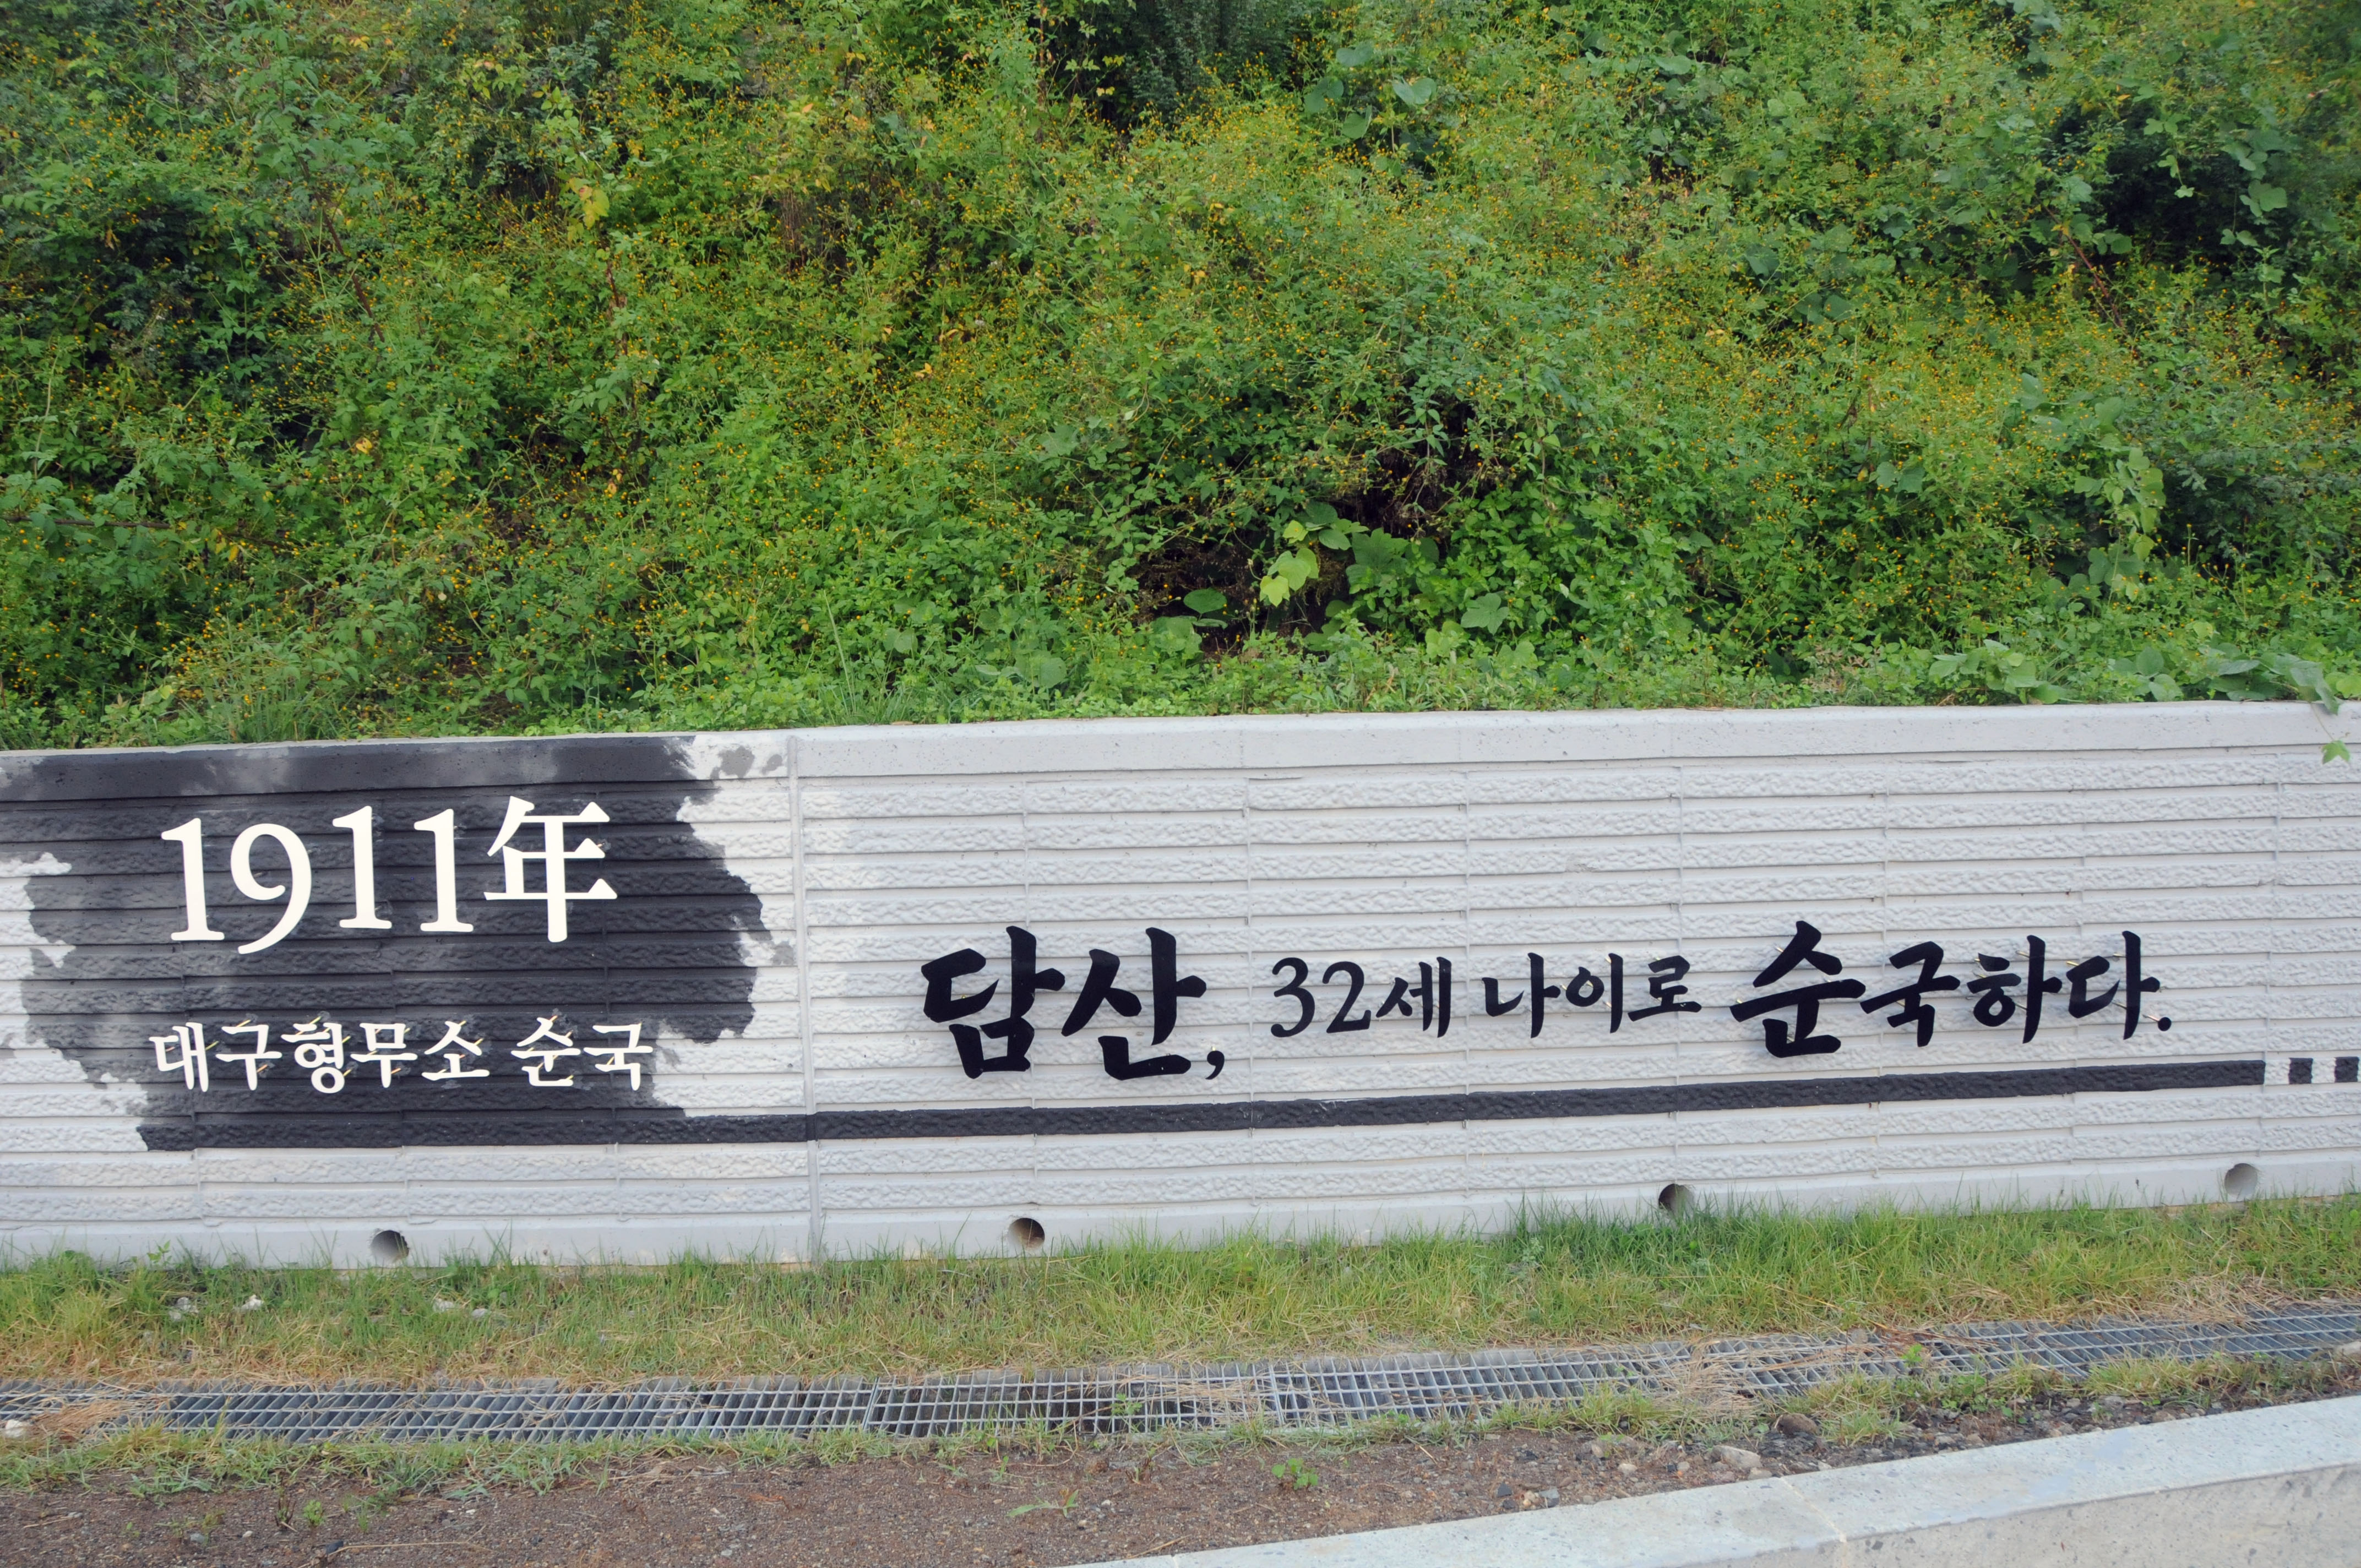 1911年
대구형무소 순국
담산, 32세 나이로 순국하다.